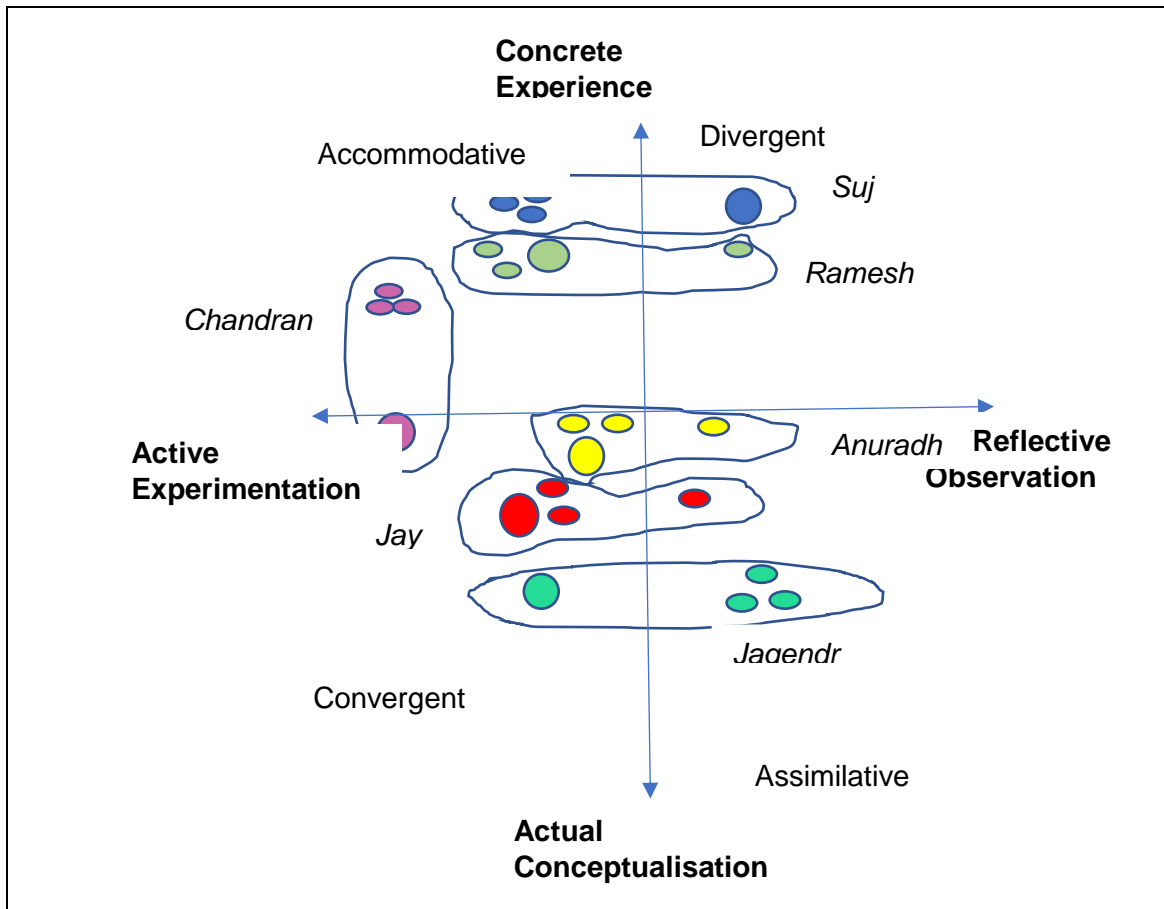 Concrete
Experience
Divergent
Accommodative
Suj
Ramesh
Chandran
Anuradh
Reflective
Observation
Active
Experimentation
Jay
Jagendr
Convergent
Assimilative
Actual
Conceptualisation